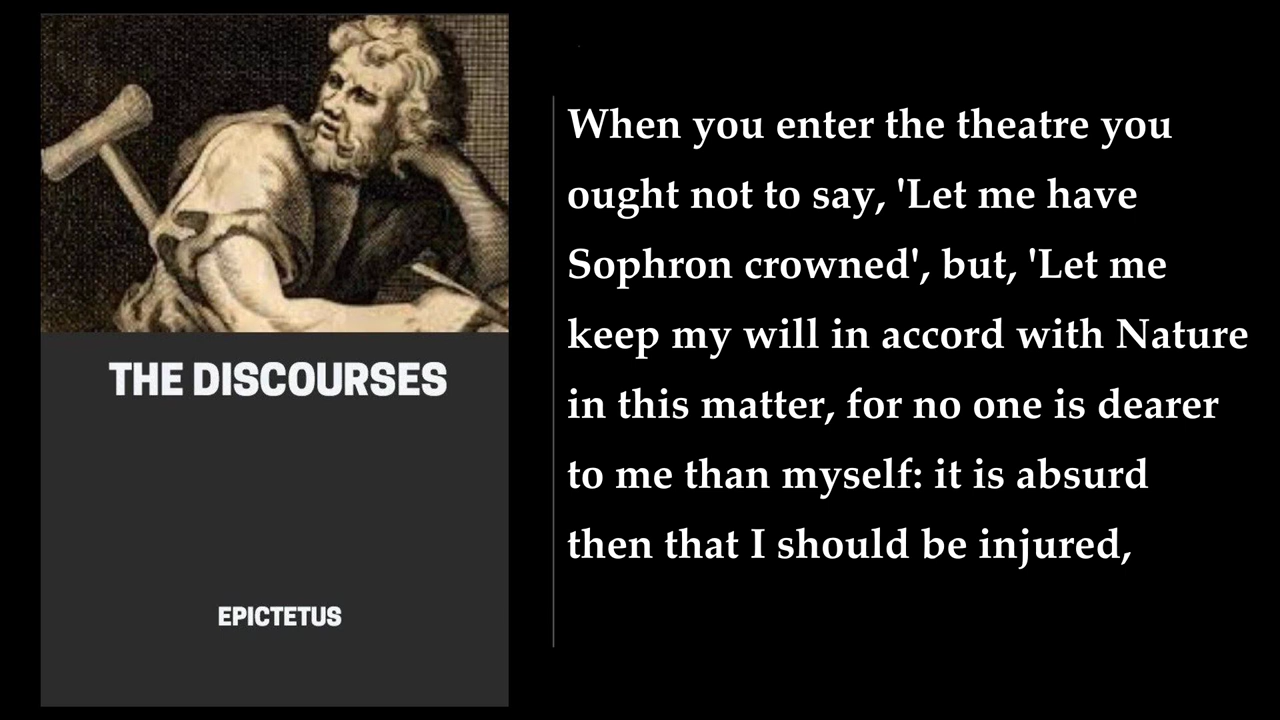 THE DISCOURSES
EPICTETUS
When you enter the theatre you
ought not to say, 'Let me have
Sophron crowned', but, 'Let me
keep my will in accord with Nature
in this matter, for no one is dearer
to me than myself: it is absurd
then that I should be injured,